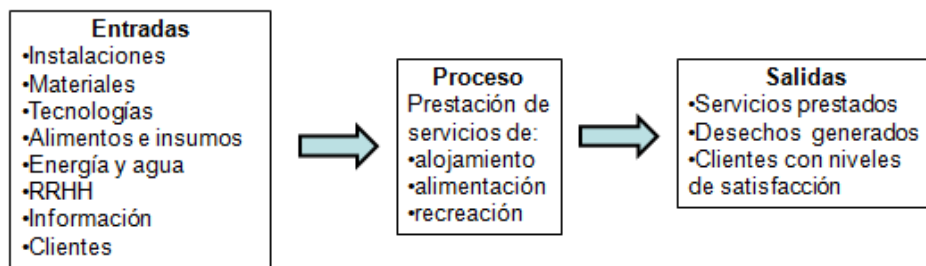 Entradas
•Instalaciones
•Materiales
•Tecnologías
•Alimentos e insumos
•Energía y agua
•RRHH
•Información
•Clientes
Proceso
Prestación de
servicios de:
•alojamiento
•alimentación
•recreación
Salidas
•Servicios prestados
•Desechos generados
•Clientes con niveles
de satisfacción